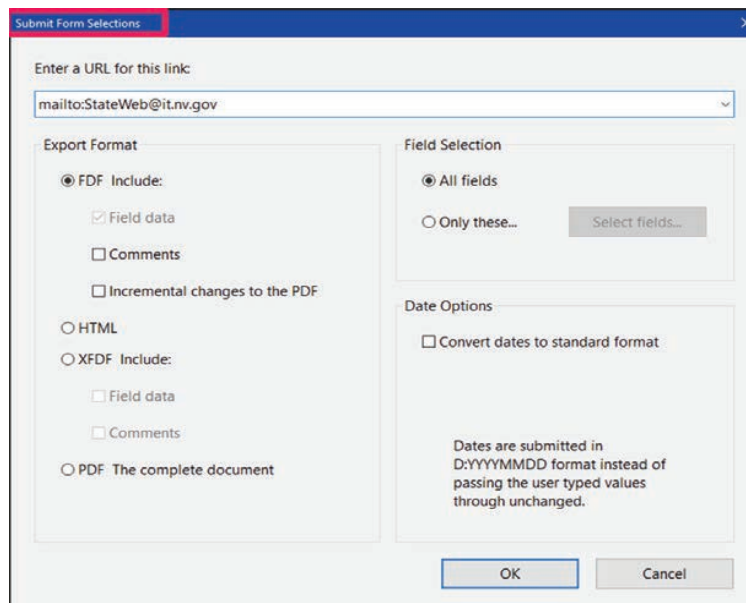 Submit Form Selections
Enter a URL for this link:
mailto:StateWeb@it.nv.gov
Export Format
FDF Include:
Field data
Comments
Incremental changes to the PDF
HTML
XFDF Include:
Field data
Comments
PDF The complete document
Field Selection
All fields
Only these...
Select fields...
Date Options
Convert dates to standard format
Dates are submitted in
D:YYYYMMDD format instead of
passing the user typed values
through unchanged.
OK
Cancel